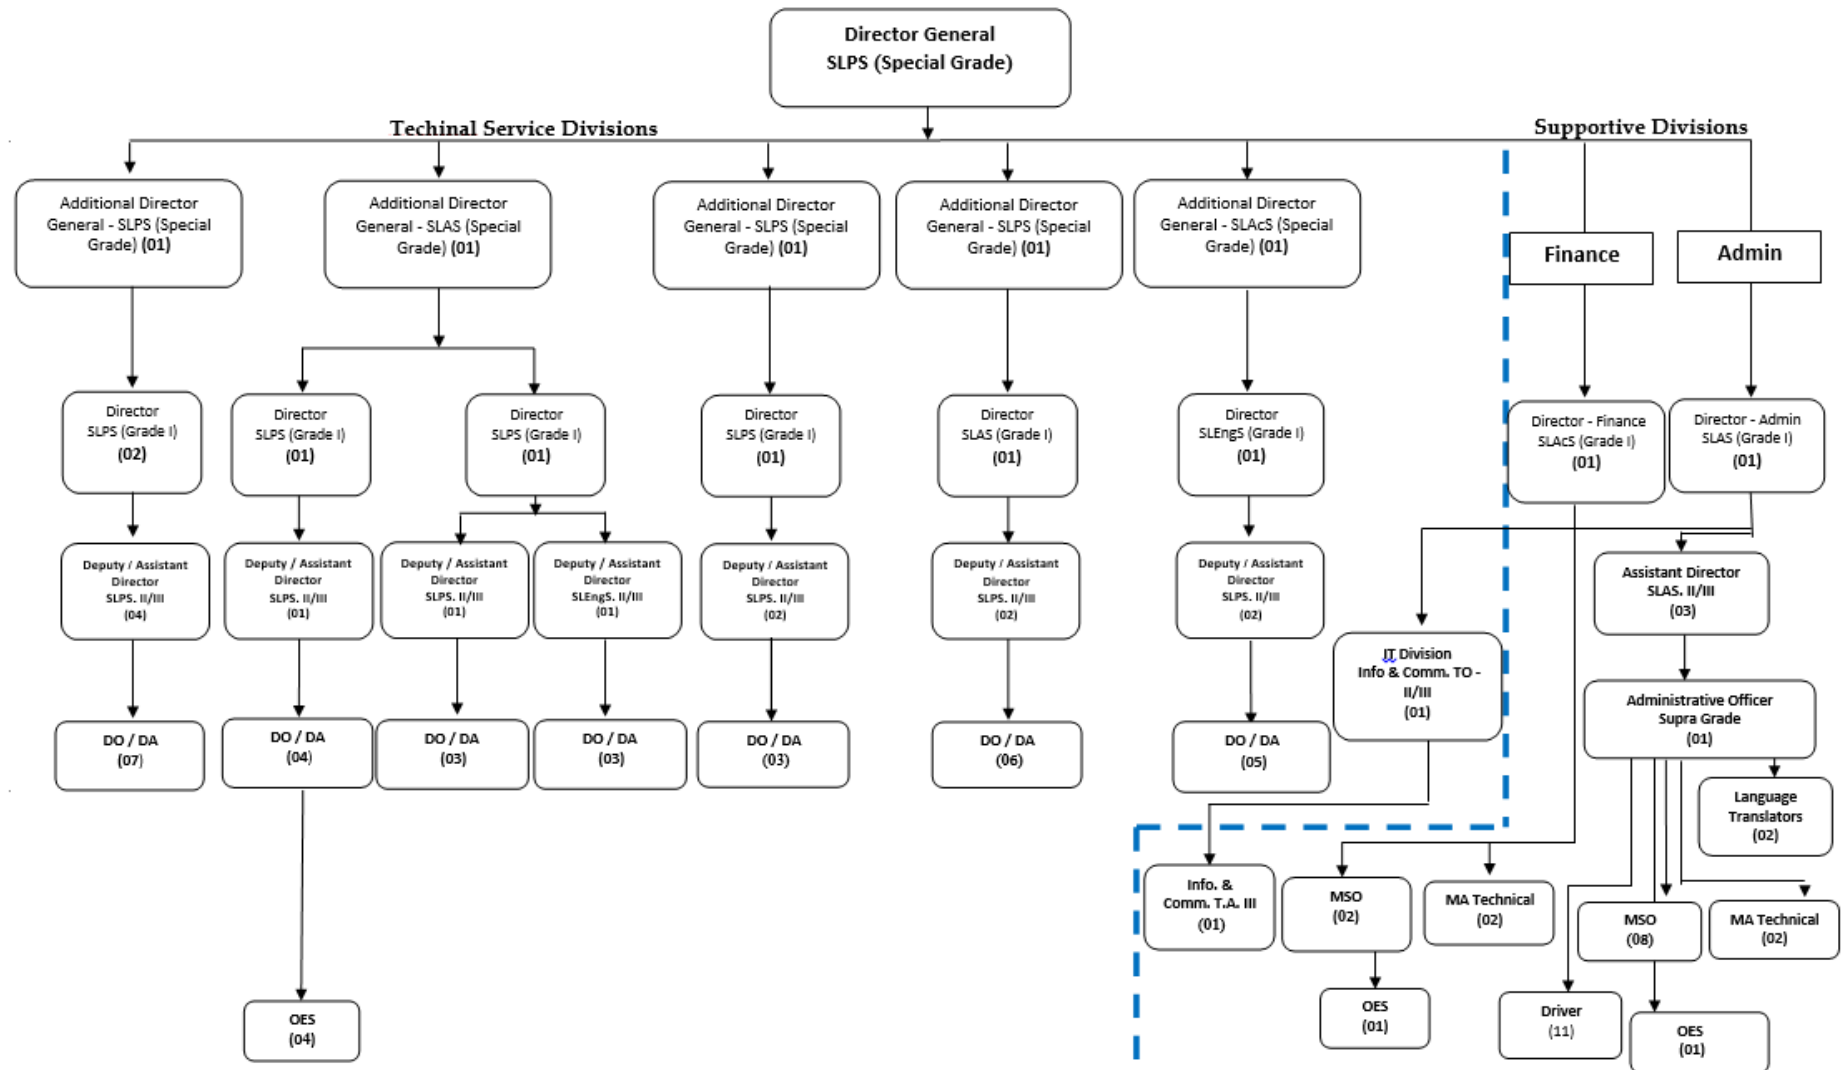 Director General
SLPS (Special Grade)
Techinal Service Divisions
Supportive Divisions
Additional Director
General - SLPS (Special
Grade) (01)
Additional Director
General - SLAS (Special
Grade) (01)
Additional Director
General - SLPS (Special
Grade) (01)
Additional Director
General - SLPS (Special
Grade) (01)
Additional Director
General - SLAcS (Special
Grade) (01)
Finance
Admin
Director
SLPS (Grade I)
(02)
Director
SLPS (Grade I)
(01)
Director
SLPS (Grade I)
(01)
Director
SLPS (Grade I)
(01)
Director
SLAS (Grade I)
(01)
Director
SLEngS (Grade I)
(01)
Director - Finance
SLAcS (Grade I)
(01)
Director - Admin
SLAS (Grade I)
(01)
Deputy / Assistant
Director
SLPS. II/III
(04)
Deputy / Assistant
Director
SLPS. II/III
(01)
Deputy / Assistant
Director
SLPS. II/III
(01)
Deputy / Assistant
Director
SLEngS. II/III
(01)
Deputy / Assistant
Director
SLPS. II/III
(02)
Deputy / Assistant
Director
SLPS. II/III
(02)
Deputy / Assistant
Director
SLPS. II/III
(02)
Assistant Director
SLAS. II/III
(03)
IT Division
Info & Comm. TO -
II/III
(01)
Administrative Officer
Supra Grade
(01)
DO / DA
(07)
DO / DA
(04)
DO / DA
(03)
DO / DA
(03)
DO / DA
(03)
DO / DA
(06)
DO / DA
(05)
Language
Translators
(02)
Info. &
Comm. T.A. III
(01)
MSO
(02)
MA Technical
(02)
MSO
(08)
MA Technical
(02)
OES
(04)
OES
(01)
Driver
(11)
OES
(01)